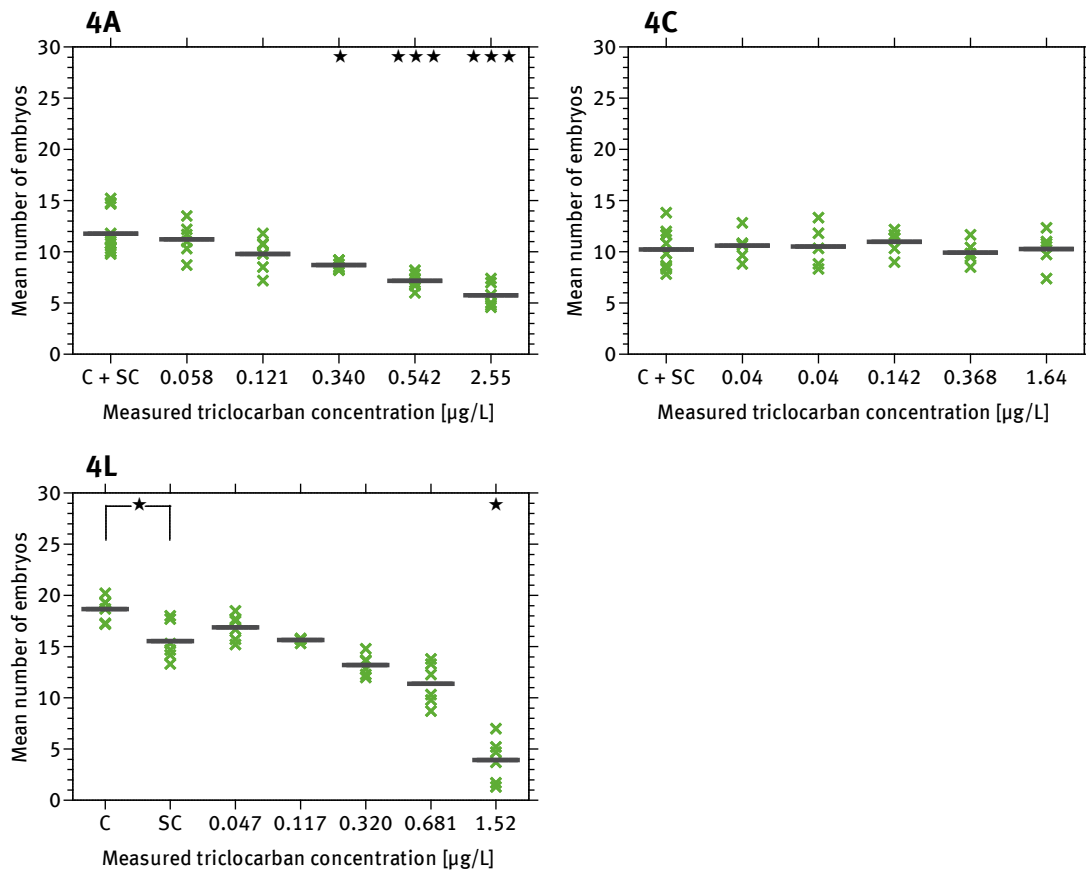 4A
30
25
20
15
10
5
0
Mean number of embryos
C + SC 0.058 0.121 0.340 0.542 2.55
Measured triclocarban concentration [µg/L]
4C
30
25
20
15
10
5
0
Mean number of embryos
C + SC 0.04 0.04 0.142 0.368 1.64
Measured triclocarban concentration [µg/L]
4L
30
25
20
15
10
5
0
Mean number of embryos
C SC 0.047 0.117 0.320 0.681 1.52
Measured triclocarban concentration [µg/L]